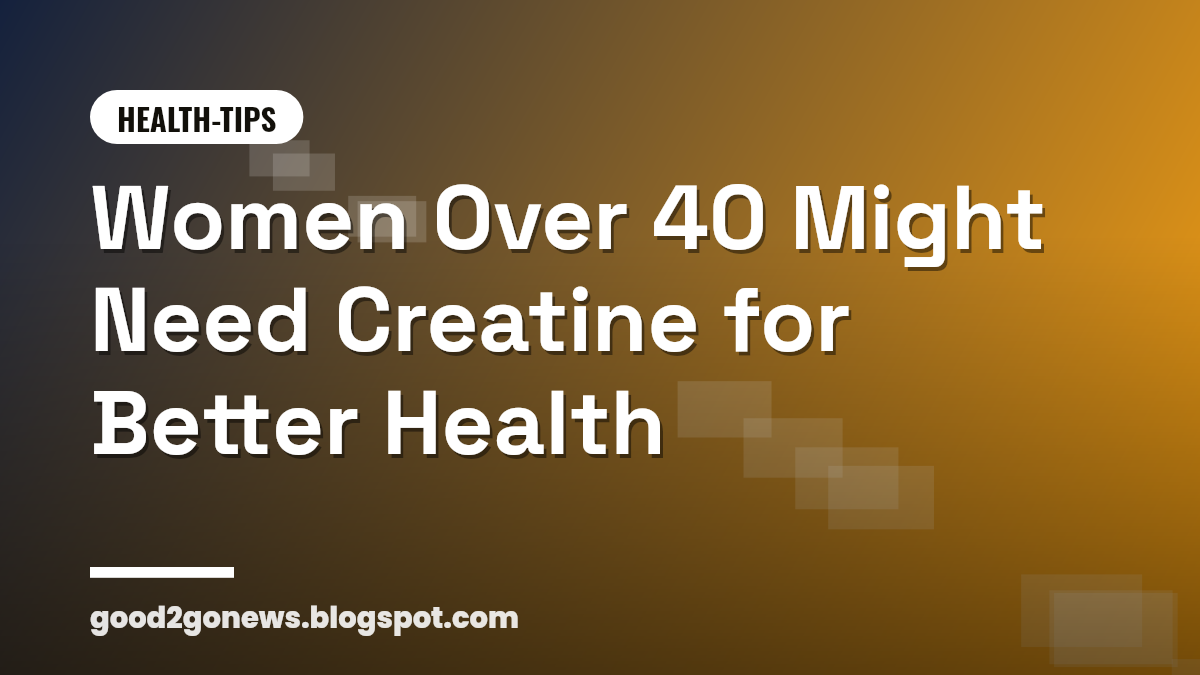 HEALTH-TIPS
Women Over 40 Might
Need Creatine for
Better Health
good2gonews.blogspot.com